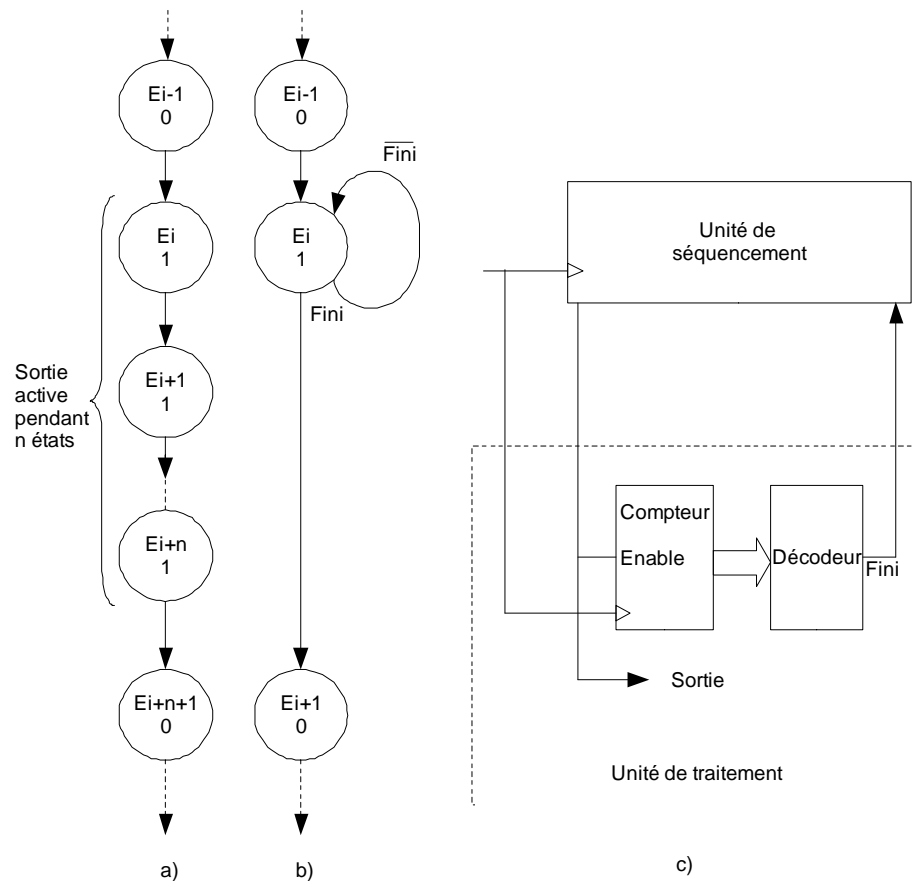 Ei-1
0
Ei
1
Sortie
active
pendant
n états
Ei+1
1
Ei+n
1
Ei+n+1
0
a)
Ei-1
0
Fini
Ei
1
Fini
Ei+1
0
b)
Unité de
séquencement
Compteur
Enable
Décodeur
Fini
Sortie
Unité de traitement
c)